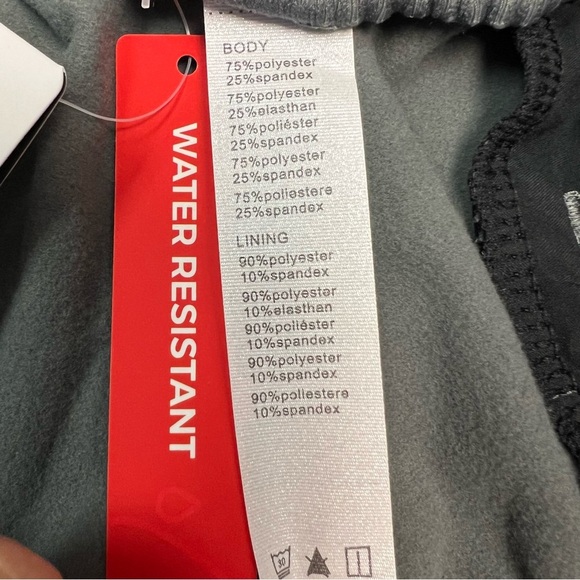 WATER RESISTANT
BODY
75%polyester
25%spandex
75%polyester
25%elasthan
75%poliéster
25%spandex
75%polyester
25%spandex
75%poliestere
25%spandex
LINING
90%polyester
10%spandex
90%polyester
10%elasthan
90%poliéster
10%spandex
90%polyester
10%spandex
90%poliestere
10%spandex
30